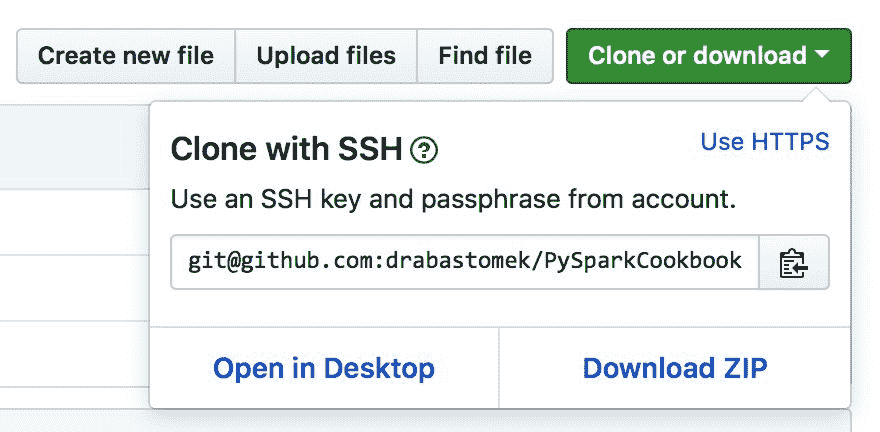 Create new file Upload files Find file Clone or download
Clone with SSH ?
Use HTTPS
Use an SSH key and passphrase from account.
git@github.com:drabastomek/PySparkCookbook
Open in Desktop Download ZIP